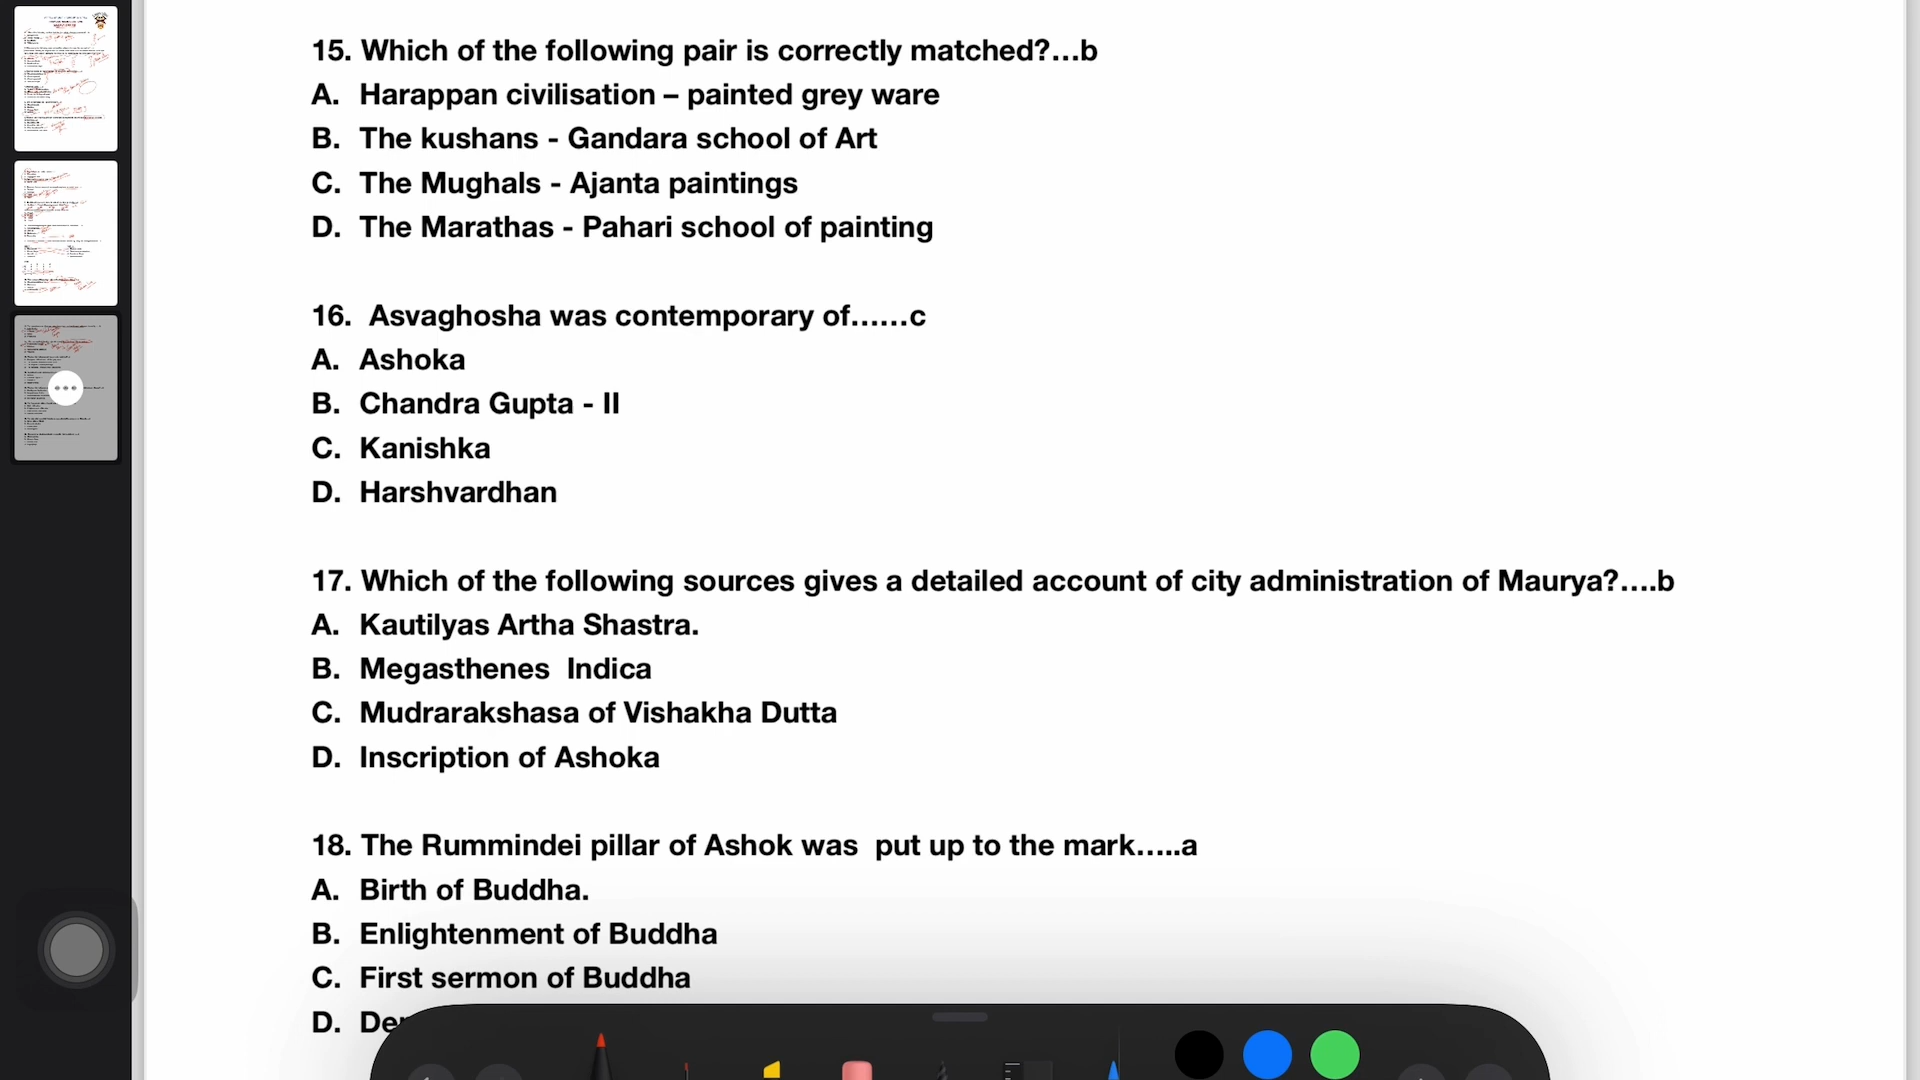 15. Which of the following pair is correctly matched?...b
A. Harappan civilisation – painted grey ware
B. The kushans - Gandara school of Art
C. The Mughals - Ajanta paintings
D. The Marathas - Pahari school of painting
16. Asvaghosha was contemporary of......c
A. Ashoka
B. Chandra Gupta - II
C. Kanishka
D. Harshvardhan
17. Which of the following sources gives a detailed account of city administration of Maurya?....b
A. Kautilyas Artha Shastra.
B. Megasthenes Indica
C. Mudrarakshasa of Vishakha Dutta
D. Inscription of Ashoka
18. The Rummindei pillar of Ashok was put up to the mark.....a
A. Birth of Buddha.
B. Enlightenment of Buddha
C. First sermon of Buddha
D.